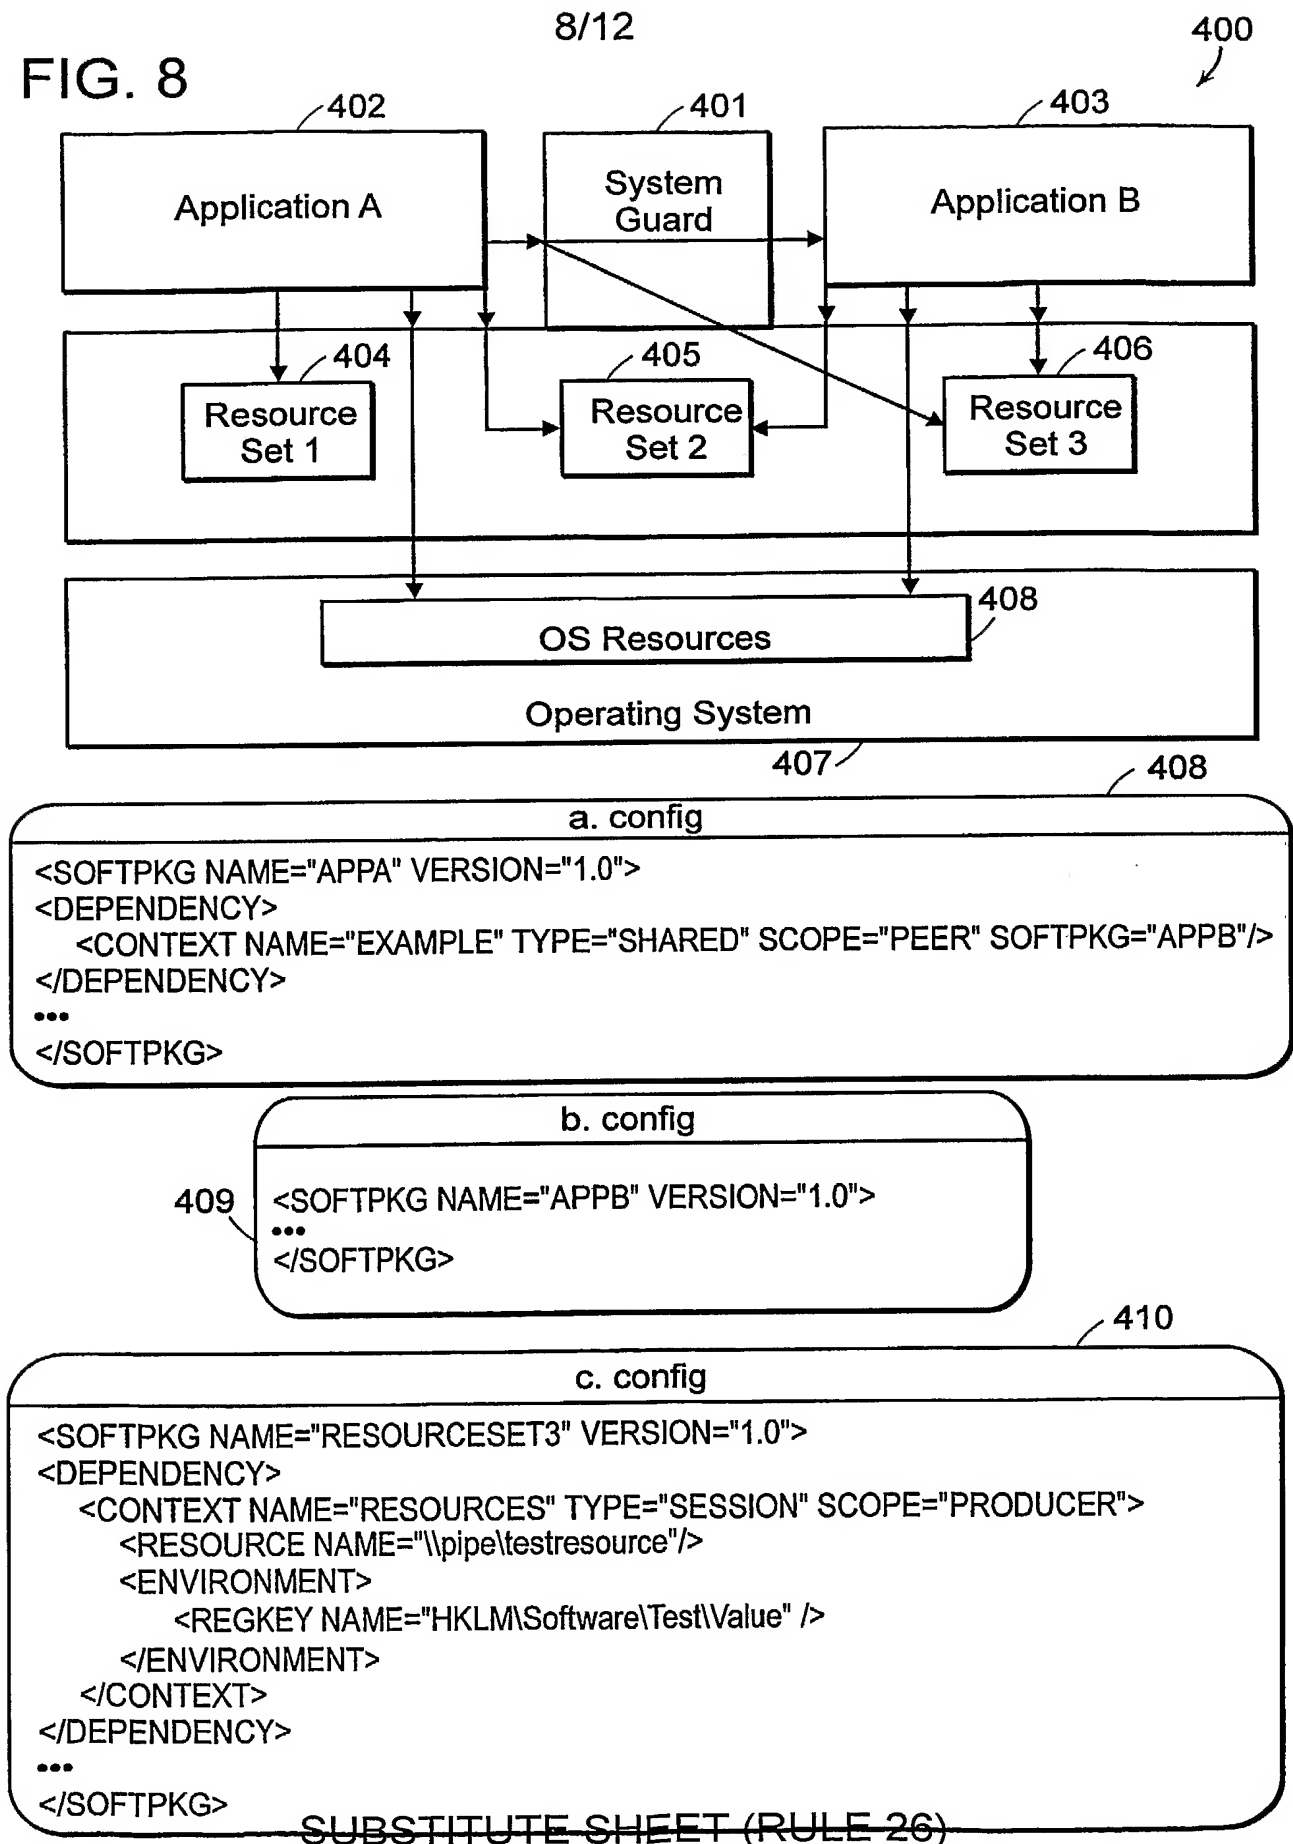 8/12
400
FIG. 8
402
401
403
Application A
System
Guard
Application B
404
405
406
Resource
Set 1
Resource
Set 2
Resource
Set 3
408
OS Resources
Operating System
407
408
a. config
<SOFTPKG NAME="APPA" VERSION="1.0">
<DEPENDENCY>
<CONTEXT NAME="EXAMPLE" TYPE="SHARED" SCOPE="PEER" SOFTPKG="APPB"/>
</DEPENDENCY>
•••
</SOFTPKG>
b. config
409
<SOFTPKG NAME="APPB" VERSION="1.0">
•••
</SOFTPKG>
410
c. config
<SOFTPKG NAME="RESOURCESET3" VERSION="1.0">
<DEPENDENCY>
<CONTEXT NAME="RESOURCES" TYPE="SESSION" SCOPE="PRODUCER">
<RESOURCE NAME="\\pipe\testresource"/>
<ENVIRONMENT>
<REGKEY NAME="HKLM\Software\Test\Value" />
</ENVIRONMENT>
</CONTEXT>
</DEPENDENCY>
•••
</SOFTPKG>
SUBSTITUTE SHEET (RULE 26)